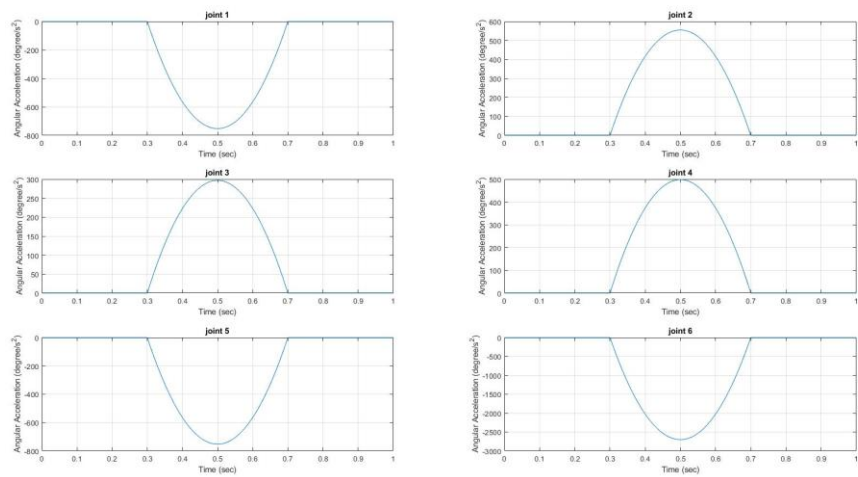 joint 1
Angular Acceleration (degree/s²)
0
-200
-400
-600
-800
0 0.1 0.2 0.3 0.4 0.5 0.6 0.7 0.8 0.9 1
Time (sec)
joint 2
Angular Acceleration (degree/s²)
600
500
400
300
200
100
0
0 0.1 0.2 0.3 0.4 0.5 0.6 0.7 0.8 0.9 1
Time (sec)
joint 3
Angular Acceleration (degree/s²)
300
250
200
150
100
50
0
0 0.1 0.2 0.3 0.4 0.5 0.6 0.7 0.8 0.9 1
Time (sec)
joint 4
Angular Acceleration (degree/s²)
500
400
300
200
100
0
0 0.1 0.2 0.3 0.4 0.5 0.6 0.7 0.8 0.9 1
Time (sec)
joint 5
Angular Acceleration (degree/s²)
0
-200
-400
-600
-800
0 0.1 0.2 0.3 0.4 0.5 0.6 0.7 0.8 0.9 1
Time (sec)
joint 6
Angular Acceleration (degree/s²)
0
-500
-1000
-1500
-2000
-2500
-3000
0 0.1 0.2 0.3 0.4 0.5 0.6 0.7 0.8 0.9 1
Time (sec)